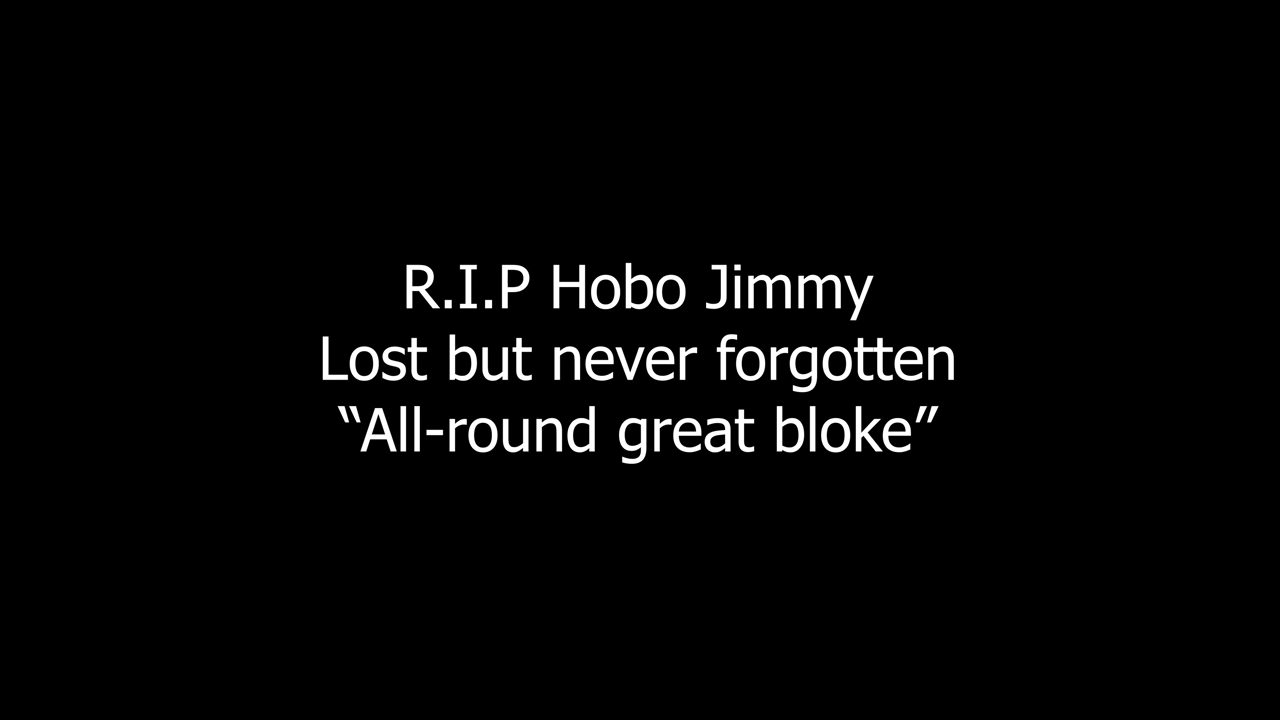 R.I.P Hobo Jimmy
Lost but never forgotten
“All-round great bloke”